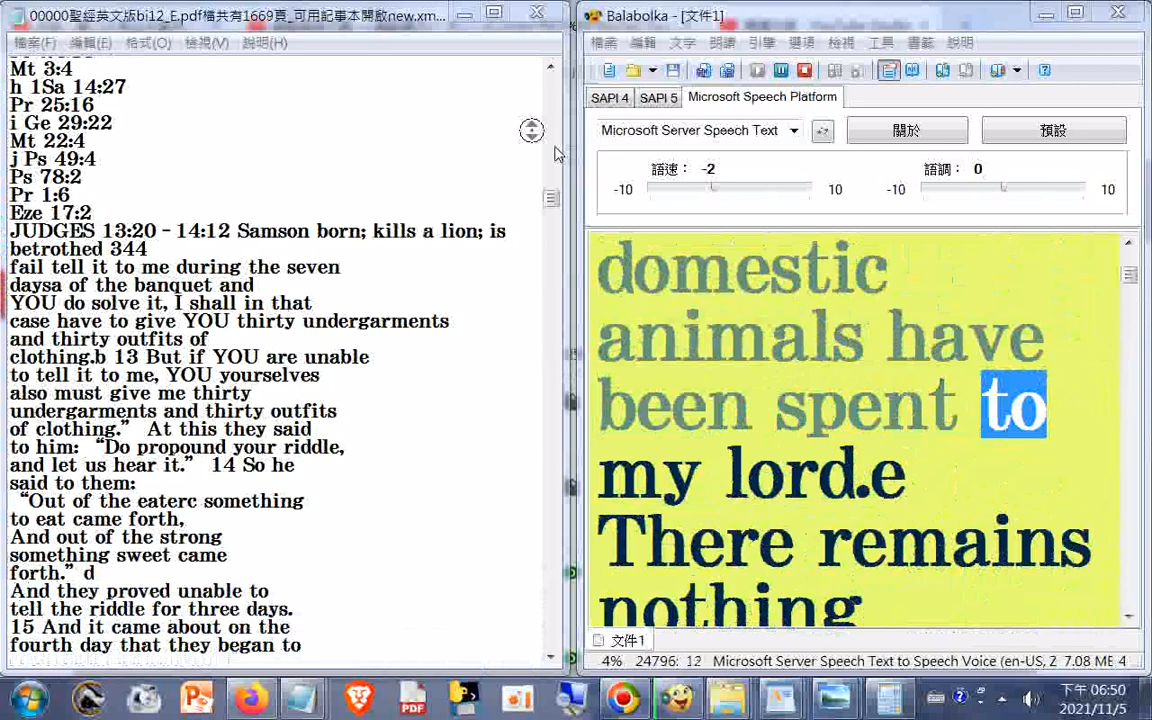 00000聖經英文版bi12_E.pdf檔共有1669頁_可用記事本開啟new.xm...
檔案(F) 編輯(E) 格式(O) 檢視(V) 說明(H)
Mt 3:4
h 1Sa 14:27
Pr 25:16
i Ge 29:22
Mt 22:4
j Ps 49:4
Ps 78:2
Pr 1:6
Eze 17:2
JUDGES 13:20 – 14:12 Samson born; kills a lion; is
betrothed 344
fail tell it to me during the seven
daysa of the banquet and
YOU do solve it, I shall in that
case have to give YOU thirty undergarments
and thirty outfits of
clothing.b 13 But if YOU are unable
to tell it to me, YOU yourselves
also must give me thirty
undergarments and thirty outfits
of clothing.” At this they said
to him: “Do propound your riddle,
and let us hear it.” 14 So he
said to them:
“Out of the eaterc something
to eat came forth,
And out of the strong
something sweet came
forth.” d
And they proved unable to
tell the riddle for three days.
15 And it came about on the
fourth day that they began to
Balabolka - [文件1]
檔案 編輯 文字 朗讀 引擎 選項 檢視 工具 書籤 說明
SAPI 4 SAPI 5 Microsoft Speech Platform
Microsoft Server Speech Text 關於 預設
語速： -2 語調： 0
-10 10 -10 10
domestic
animals have
been spent to
my lord.e
There remains
nothing
文件1
4% 24796: 12 Microsoft Server Speech Text to Speech Voice (en-US, 2 7.08 MB 4
下午 06:50
2021/11/5